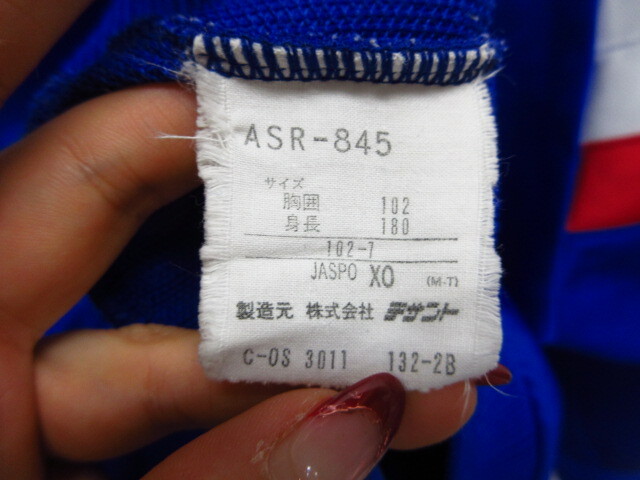 ASR-845
サイズ
胸囲 102
身長 180
102-7
JASPO XO (M-T)
製造元 株式会社 デサント
C-OS 3011 132-2B